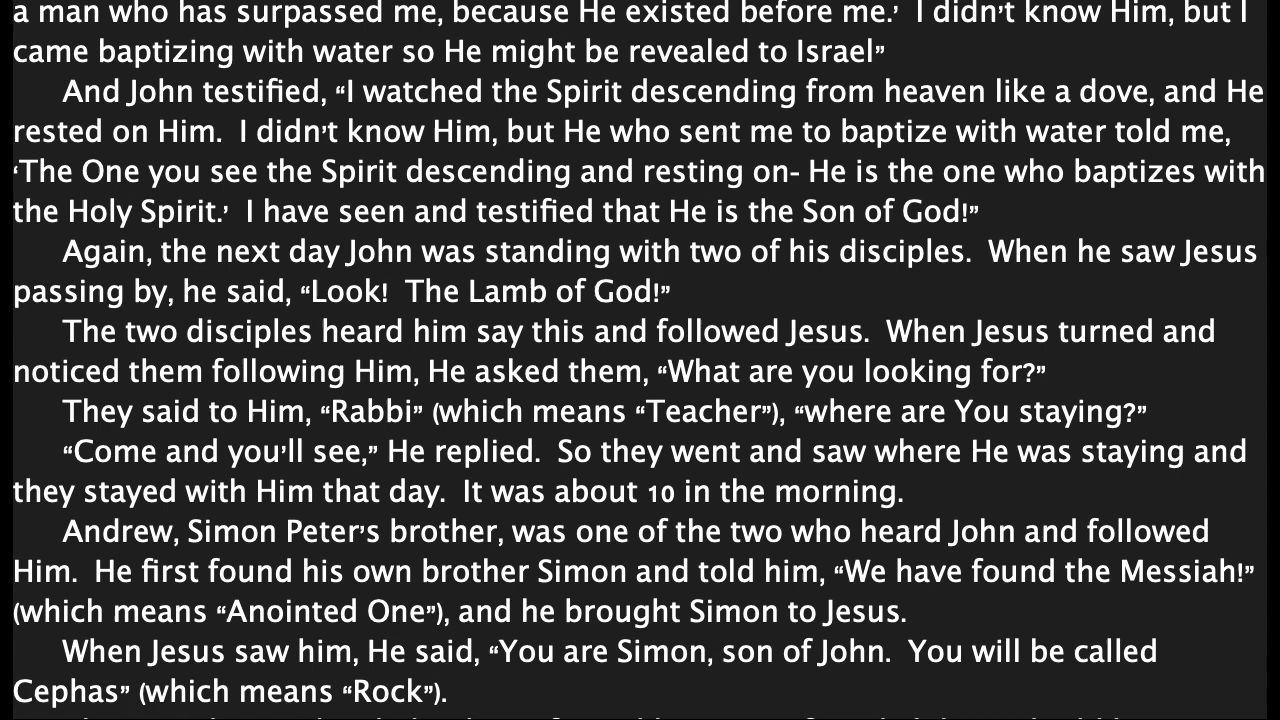 a man who has surpassed me, because He existed before me.’  I didn’t know Him, but I
came baptizing with water so He might be revealed to Israel”
And John testified, “I watched the Spirit descending from heaven like a dove, and He
rested on Him.  I didn’t know Him, but He who sent me to baptize with water told me,
‘The One you see the Spirit descending and resting on- He is the one who baptizes with
the Holy Spirit.’  I have seen and testified that He is the Son of God!”
Again, the next day John was standing with two of his disciples.  When he saw Jesus
passing by, he said, “Look!  The Lamb of God!”
The two disciples heard him say this and followed Jesus.  When Jesus turned and
noticed them following Him, He asked them, “What are you looking for?”
They said to Him, “Rabbi” (which means “Teacher”), “where are You staying?”
“Come and you’ll see,” He replied.  So they went and saw where He was staying and
they stayed with Him that day.  It was about 10 in the morning.
Andrew, Simon Peter’s brother, was one of the two who heard John and followed
Him.  He first found his own brother Simon and told him, “We have found the Messiah!”
(which means “Anointed One”), and he brought Simon to Jesus.
When Jesus saw him, He said, “You are Simon, son of John.  You will be called
Cephas” (which means “Rock”).